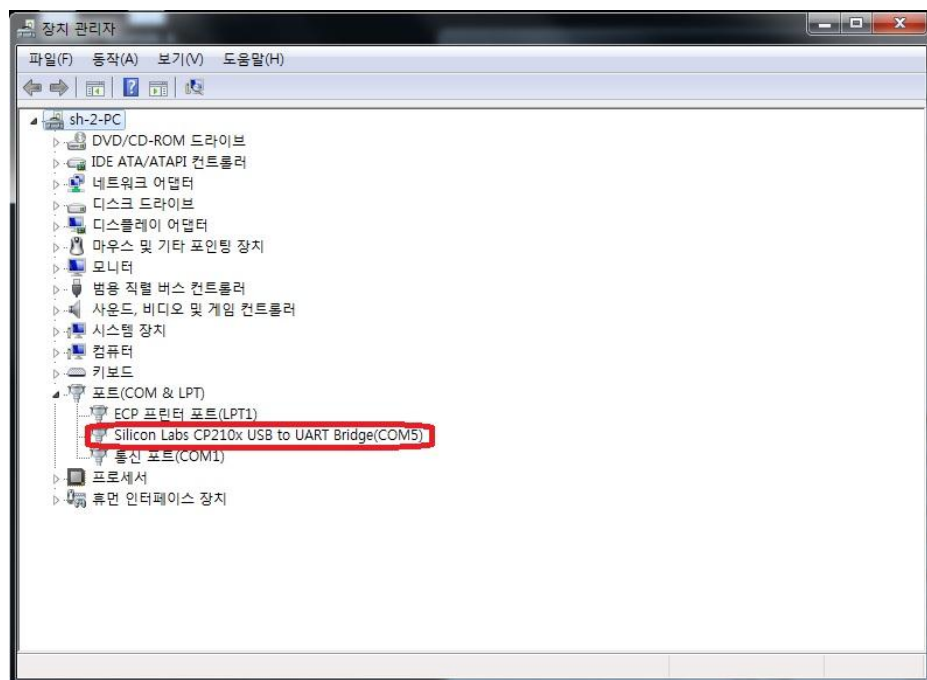 장치 관리자
파일(F) 동작(A) 보기(V) 도움말(H)
sh-2-PC
DVD/CD-ROM 드라이브
IDE ATA/ATAPI 컨트롤러
네트워크 어댑터
디스크 드라이브
디스플레이 어댑터
마우스 및 기타 포인팅 장치
모니터
범용 직렬 버스 컨트롤러
사운드, 비디오 및 게임 컨트롤러
시스템 장치
컴퓨터
키보드
포트(COM & LPT)
ECP 프린터 포트(LPT1)
Silicon Labs CP210x USB to UART Bridge(COM5)
통신 포트(COM1)
프로세서
휴먼 인터페이스 장치